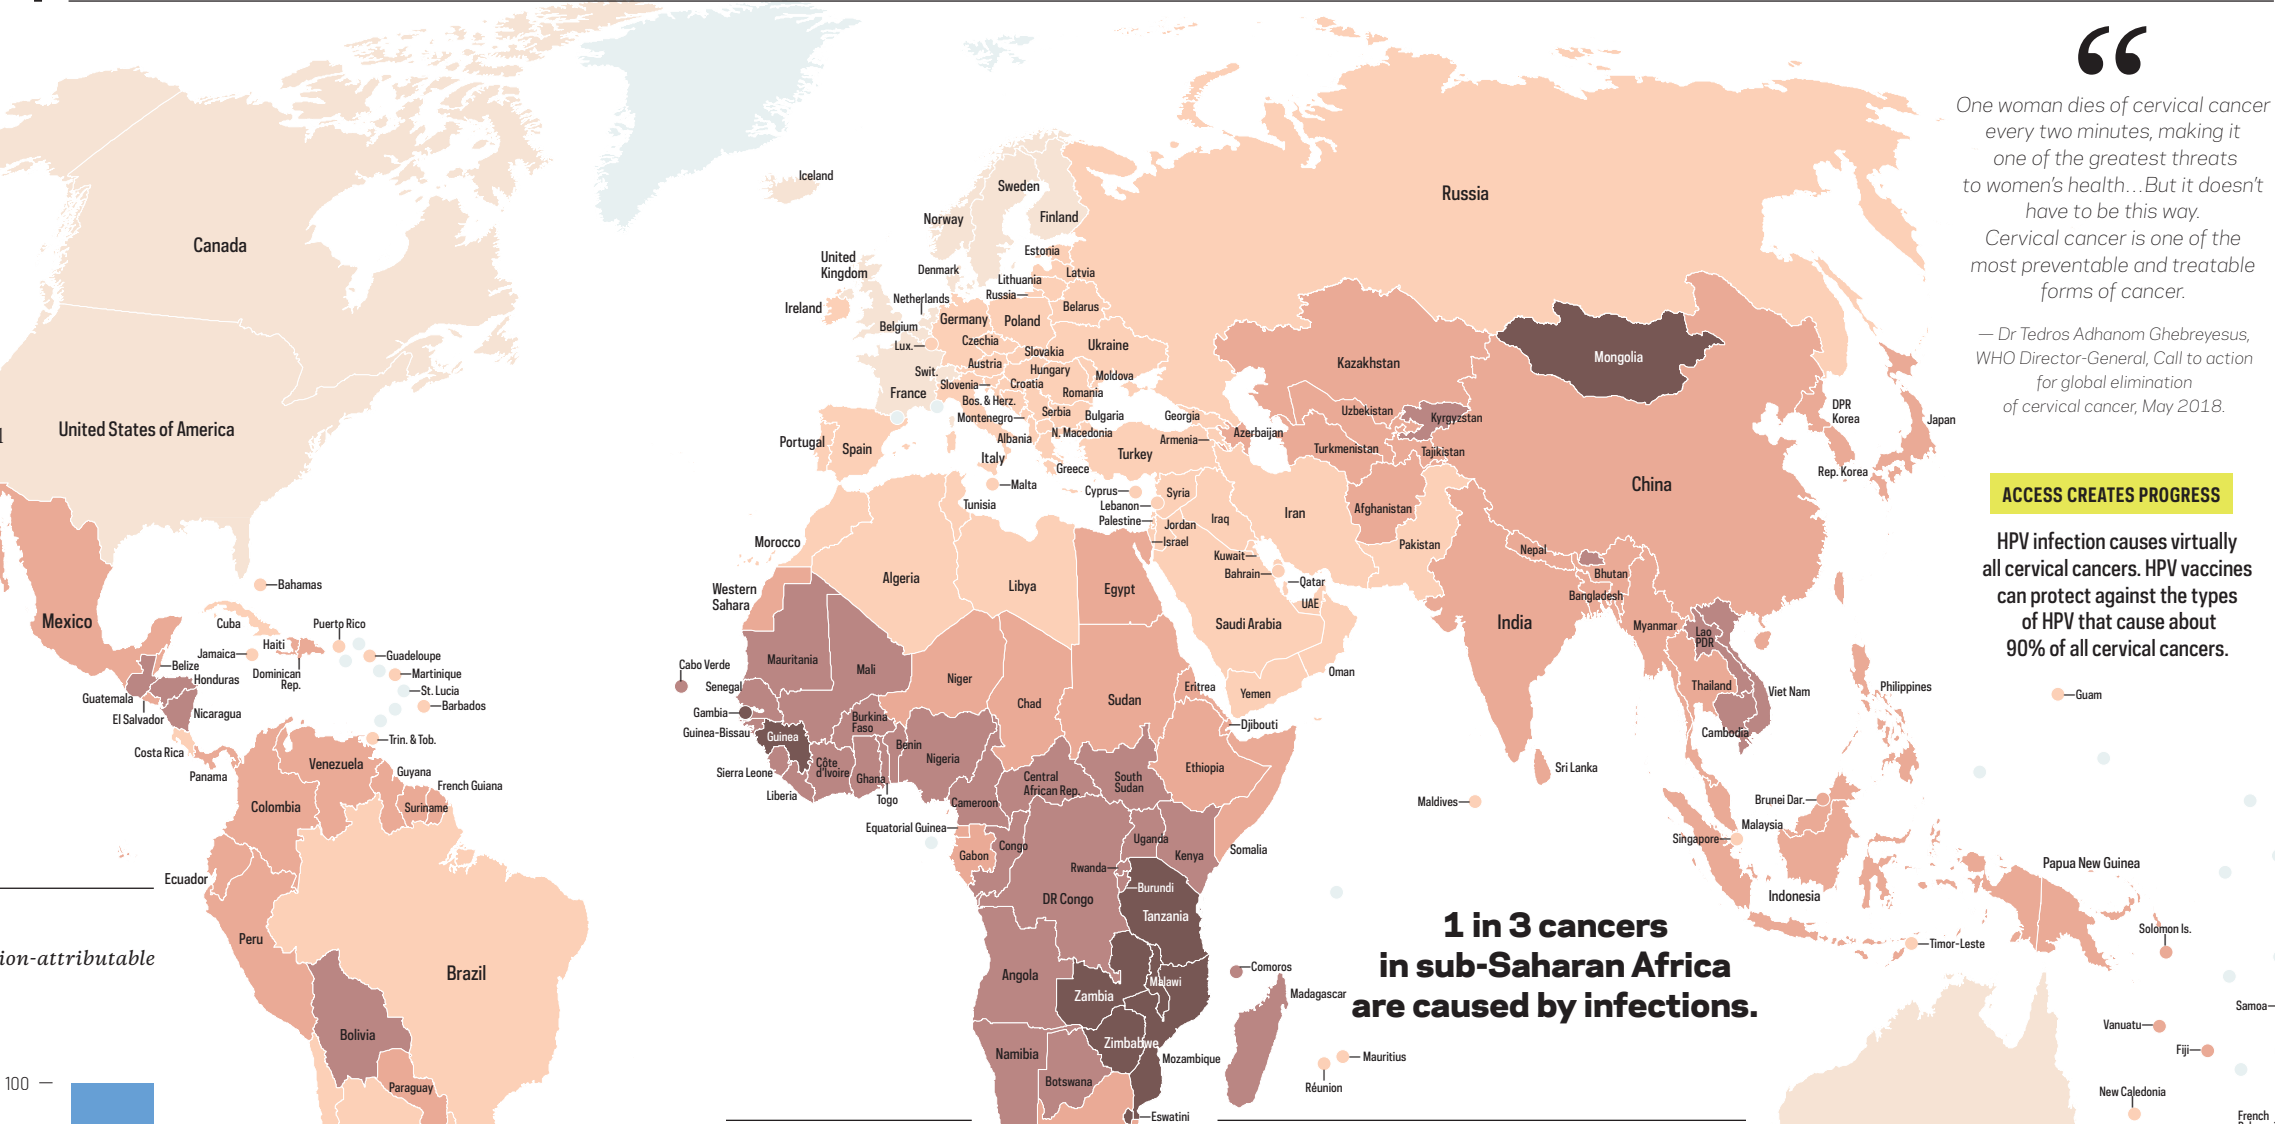 “
One woman dies of cervical cancer
every two minutes, making it
one of the greatest threats
to women’s health…But it doesn’t
have to be this way.
Cervical cancer is one of the
most preventable and treatable
forms of cancer.
— Dr Tedros Adhanom Ghebreyesus,
WHO Director-General, Call to action
for global elimination
of cervical cancer, May 2018.
ACCESS CREATES PROGRESS
HPV infection causes virtually
all cervical cancers. HPV vaccines
can protect against the types
of HPV that cause about
90% of all cervical cancers.
Canada
United States of America
Mexico
Bahamas
Cuba
Puerto Rico
Haiti
Jamaica
Guadeloupe
Belize
Dominican
Rep.
Martinique
Honduras
St. Lucia
Guatemala
Barbados
El Salvador
Nicaragua
Trin. & Tob.
Costa Rica
Panama
Venezuela
Guyana
French Guiana
Colombia
Suriname
Ecuador
Peru
Brazil
Bolivia
Paraguay
ion-attributable
100
Iceland
Sweden
Norway
Finland
Estonia
United
Kingdom
Denmark
Latvia
Lithuania
Russia
Netherlands
Ireland
Belarus
Belgium
Germany
Poland
Lux.
Czechia
Slovakia
Ukraine
Austria
Swit.
Hungary
Moldova
Slovenia
Croatia
France
Romania
Bos. & Herz.
Serbia
Bulgaria
Montenegro
Georgia
Albania
N. Macedonia
Armenia
Azerbaijan
Portugal
Spain
Italy
Greece
Turkey
Malta
Cyprus
Syria
Tunisia
Lebanon
Palestine
Jordan
Iraq
Iran
Israel
Morocco
Kuwait
Bahrain
Qatar
UAE
Algeria
Libya
Egypt
Saudi Arabia
Western
Sahara
Oman
Yemen
Russia
Kazakhstan
Mongolia
Uzbekistan
Kyrgyzstan
Turkmenistan
Tajikistan
Afghanistan
Pakistan
China
DPR
Korea
Japan
Rep. Korea
Nepal
Bhutan
Bangladesh
India
Myanmar
Lao
PDR
Thailand
Viet Nam
Cambodia
Philippines
Guam
Sri Lanka
Maldives
Brunei Dar.
Malaysia
Singapore
Indonesia
Papua New Guinea
Timor-Leste
Solomon Is.
Samoa
Vanuatu
Fiji
New Caledonia
French
Cabo Verde
Mauritania
Mali
Niger
Chad
Sudan
Eritrea
Senegal
Gambia
Guinea-Bissau
Guinea
Burkina
Faso
Benin
Nigeria
Djibouti
Sierra Leone
Côte
d’Ivoire
Ghana
Liberia
Togo
Cameroon
Central
African Rep.
South
Sudan
Ethiopia
Equatorial Guinea
Gabon
Congo
Uganda
Kenya
Somalia
Rwanda
Burundi
DR Congo
Tanzania
Angola
Comoros
Zambia
Malawi
Madagascar
Zimbabwe
Namibia
Mozambique
Botswana
Mauritius
Réunion
Eswatini
1 in 3 cancers
in sub-Saharan Africa
are caused by infections.